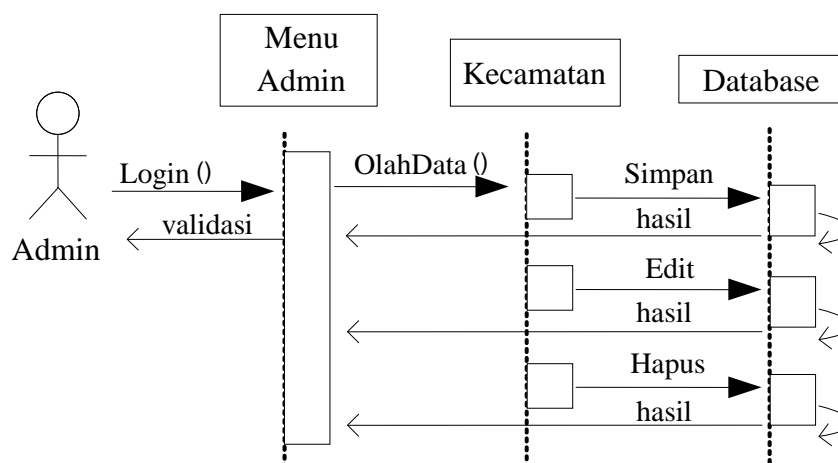 Menu
Admin
Kecamatan
Database
Login ()
OlahData ()
Simpan
hasil
validasi
Admin
Edit
hasil
Hapus
hasil